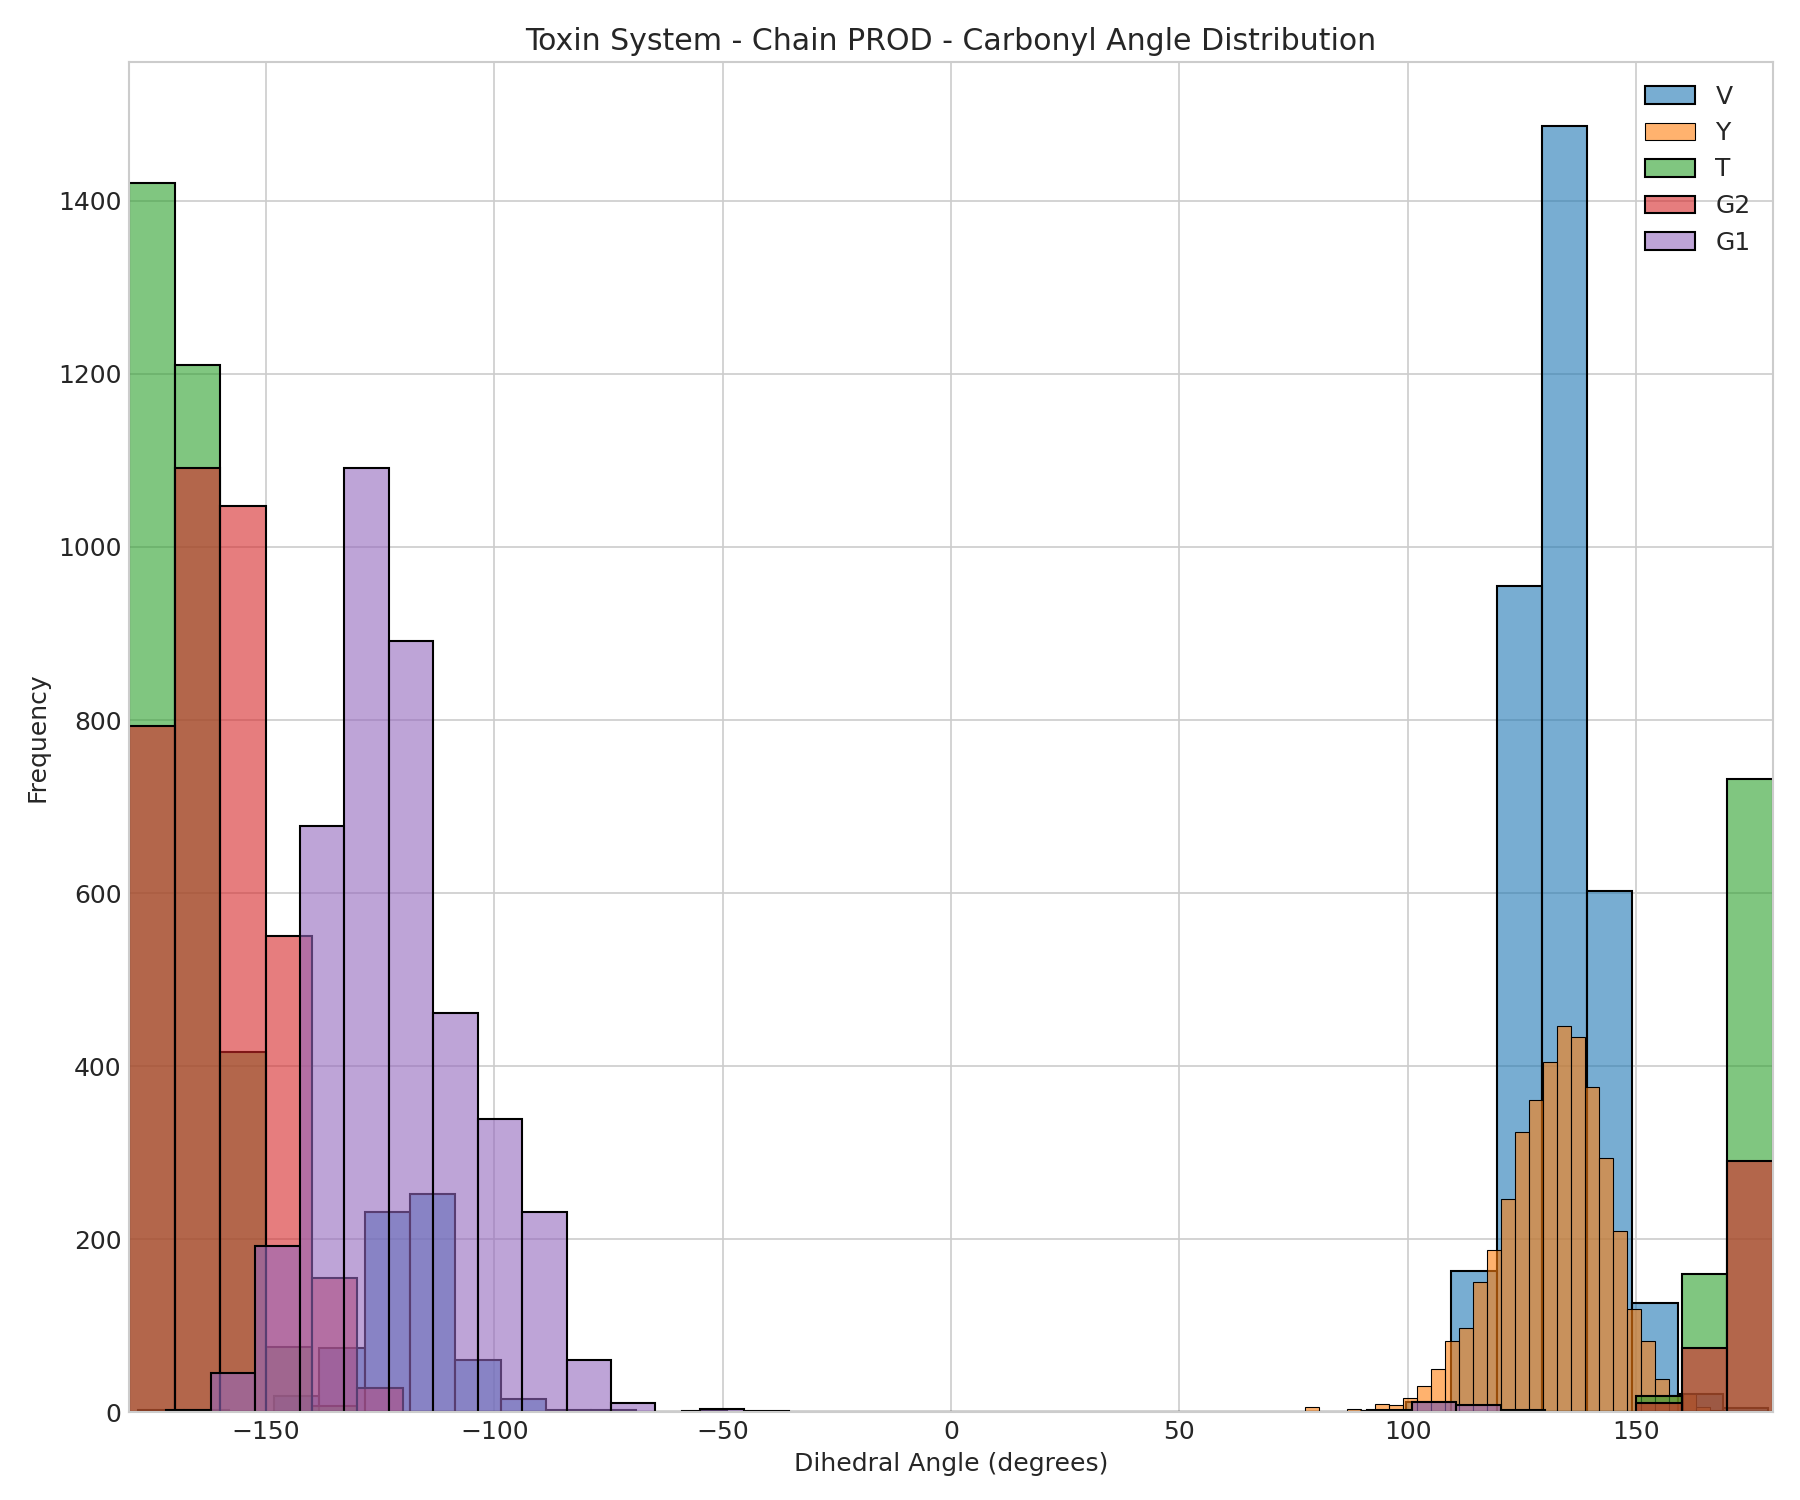 Toxin System - Chain PROD - Carbonyl Angle Distribution
V
Y
T
G2
G1
1400
1200
1000
800
600
400
200
0
Frequency
−150 −100 −50 0 50 100 150
Dihedral Angle (degrees)